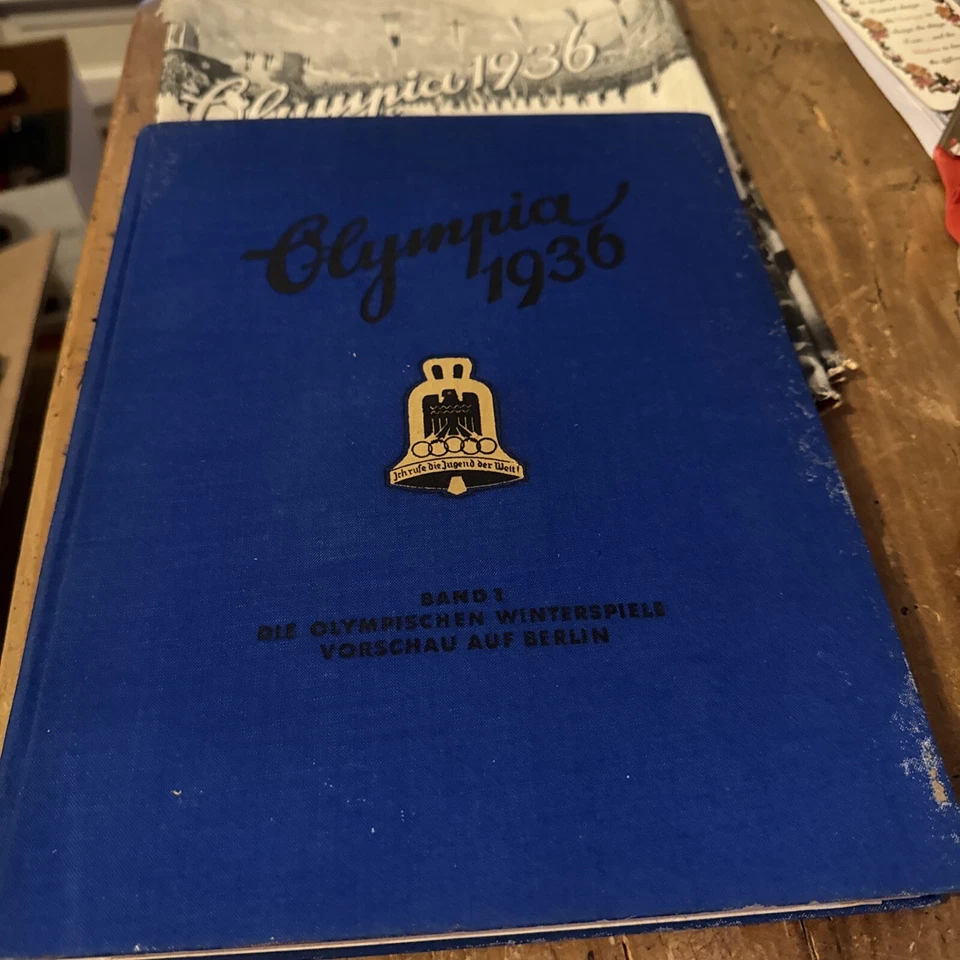 Olympia 1936
Olympia
1936
Ich rufe die Jugend der Welt!
BAND 1
DIE OLYMPISCHEN WINTERSPIELE
VORSCHAU AUF BERLIN